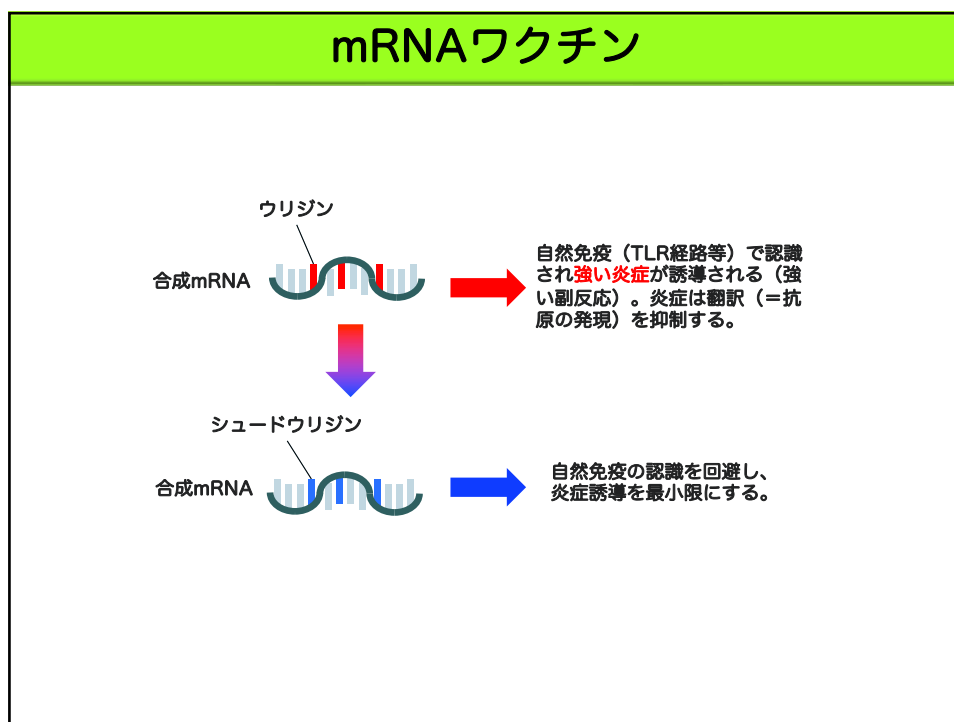 mRNAワクチン
ウリジン
合成mRNA
自然免疫（TLR経路等）で認識
され強い炎症が誘導される（強
い副反応）。炎症は翻訳（＝抗
原の発現）を抑制する。
シュードウリジン
合成mRNA
自然免疫の認識を回避し、
炎症誘導を最小限にする。